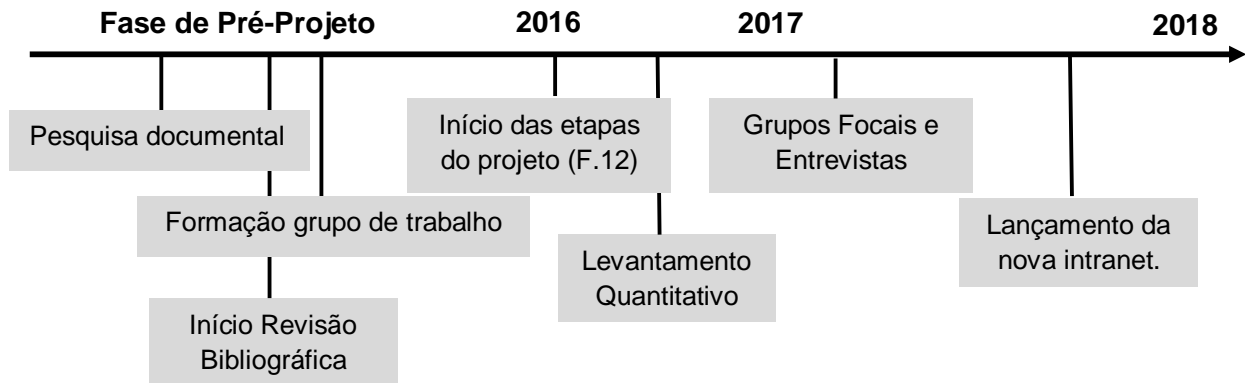 Fase de Pré-Projeto
2016
2017
2018
Pesquisa documental
Início das etapas
do projeto (F.12)
Grupos Focais e
Entrevistas
Formação grupo de trabalho
Lançamento da
nova intranet.
Levantamento
Quantitativo
Início Revisão
Bibliográfica